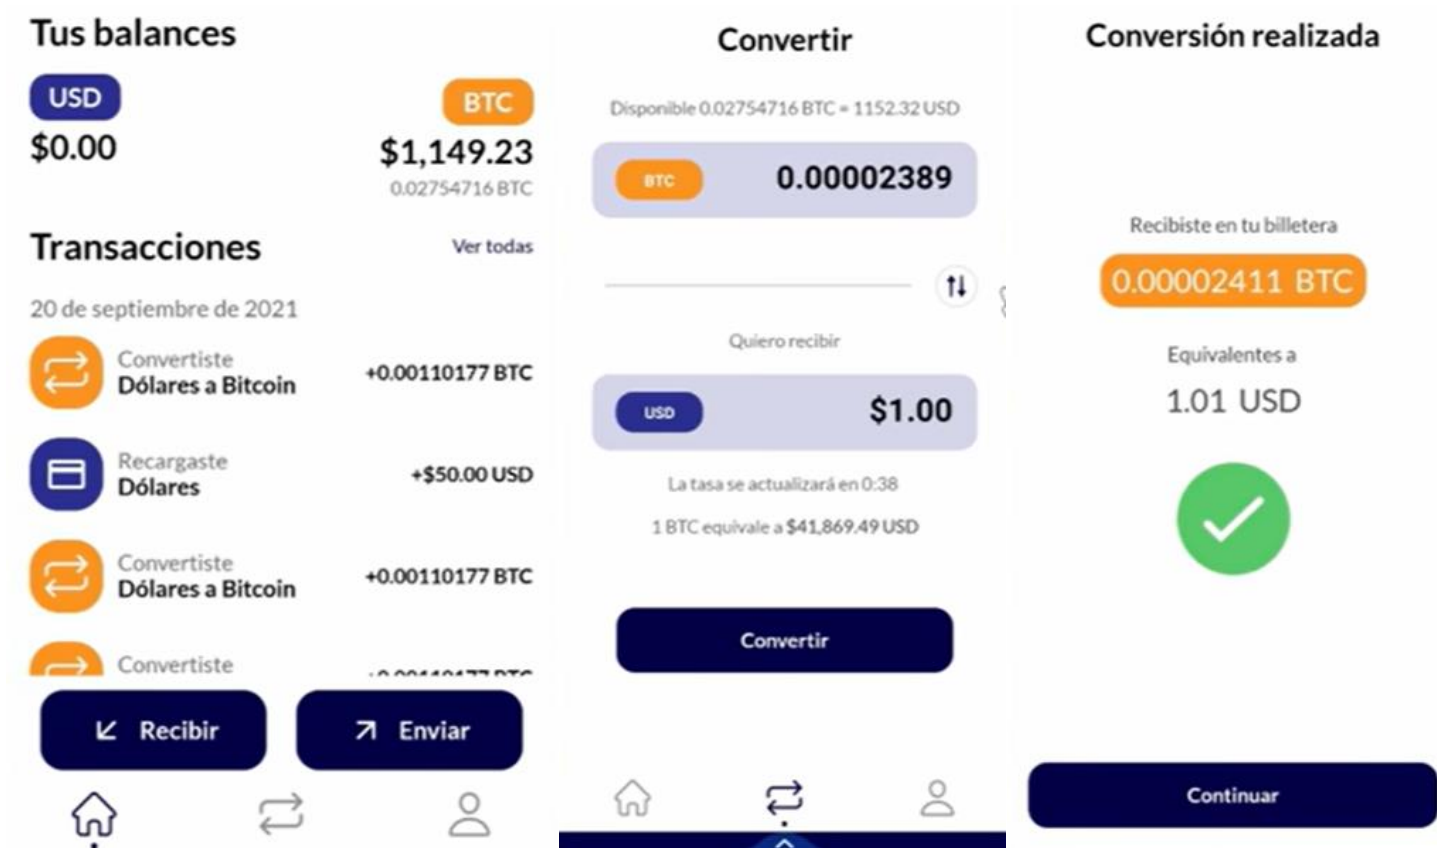 Tus balances
USD
BTC
$0.00
$1,149.23
0.02754716 BTC
Transacciones
Ver todas
20 de septiembre de 2021
Convertiste
Dólares a Bitcoin
+0.00110177 BTC
Recargaste
Dólares
+$50.00 USD
Convertiste
Dólares a Bitcoin
+0.00110177 BTC
Convertiste
Recibir
Enviar
Convertir
Disponible 0.02754716 BTC = 1152.32 USD
BTC
0.00002389
Quiero recibir
USD
$1.00
La tasa se actualizará en 0:38
1 BTC equivale a $41,869.49 USD
Convertir
Conversión realizada
Recibiste en tu billetera
0.00002411 BTC
Equivalentes a
1.01 USD
Continuar